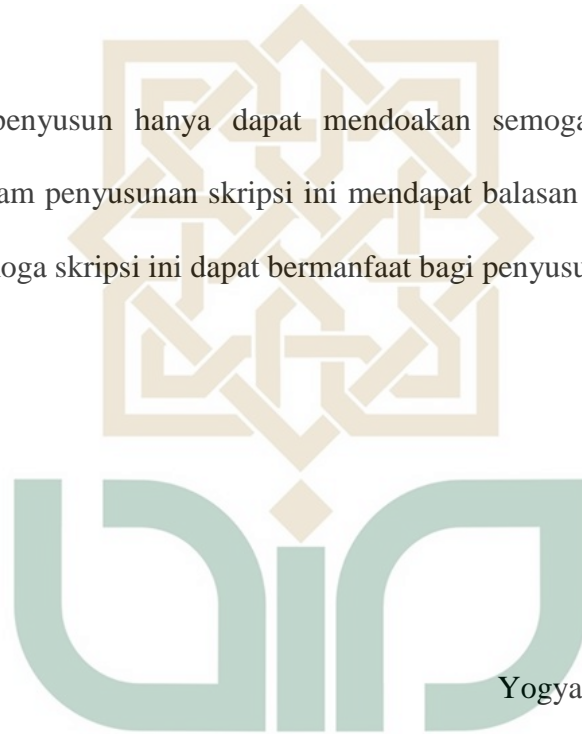 penyusun hanya dapat mendoakan semoga
am penyusunan skripsi ini mendapat balasan
oga skripsi ini dapat bermanfaat bagi penyusu
Yogya